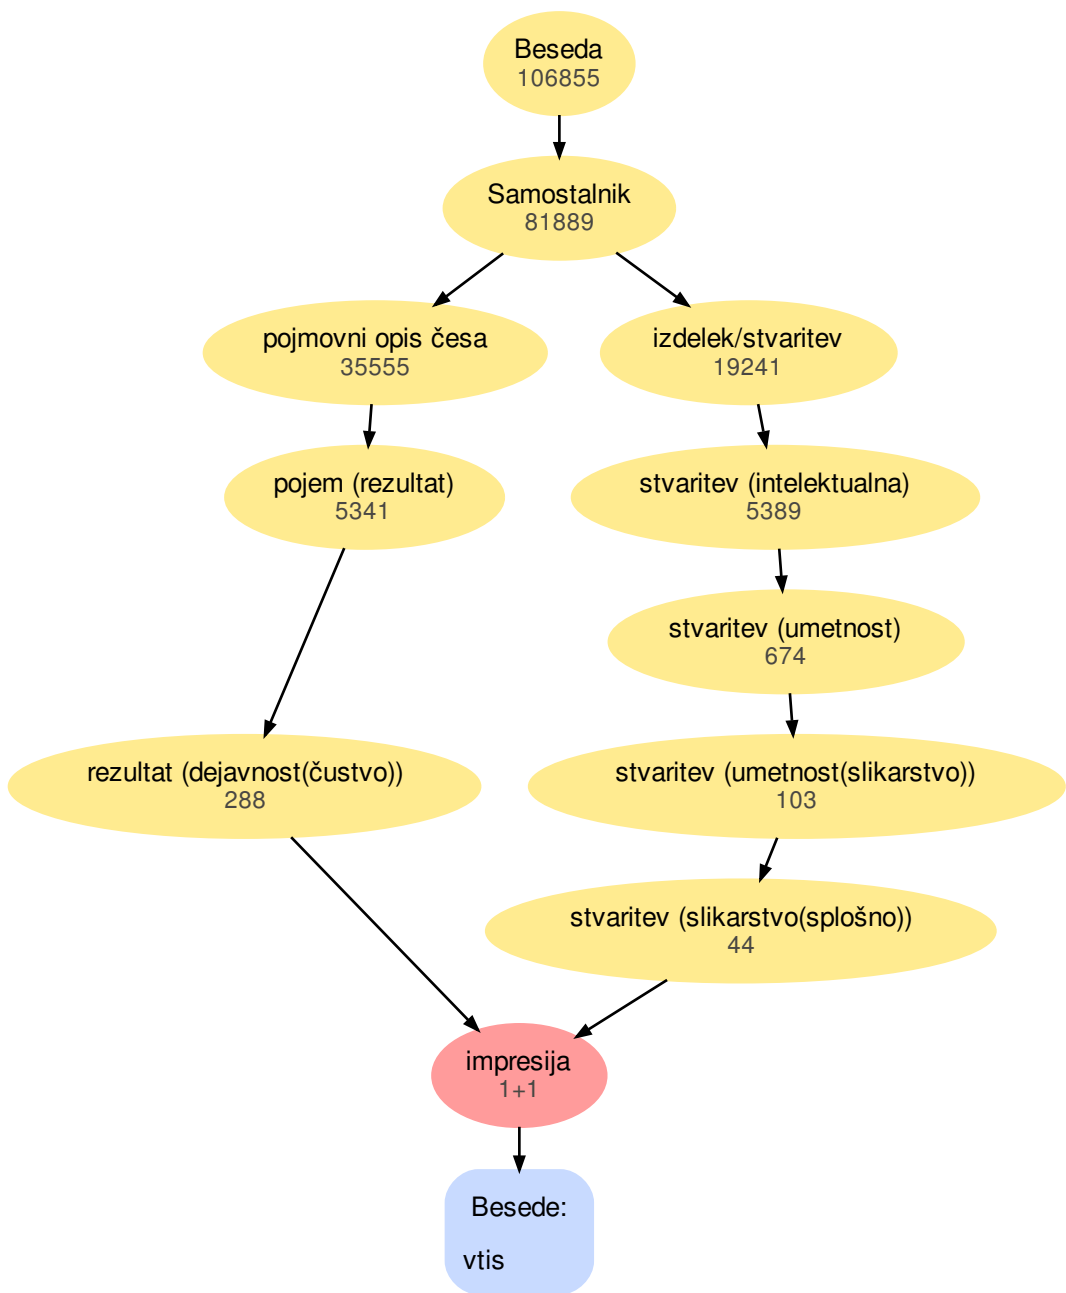 Beseda
106855
Samostalnik
81889
pojmovni opis česa
35555
izdelek/stvaritev
19241
pojem (rezultat)
5341
stvaritev (intelektualna)
5389
stvaritev (umetnost)
674
rezultat (dejavnost(čustvo))
288
stvaritev (umetnost(slikarstvo))
103
stvaritev (slikarstvo(splošno))
44
impresija
1+1
Besede:
vtis